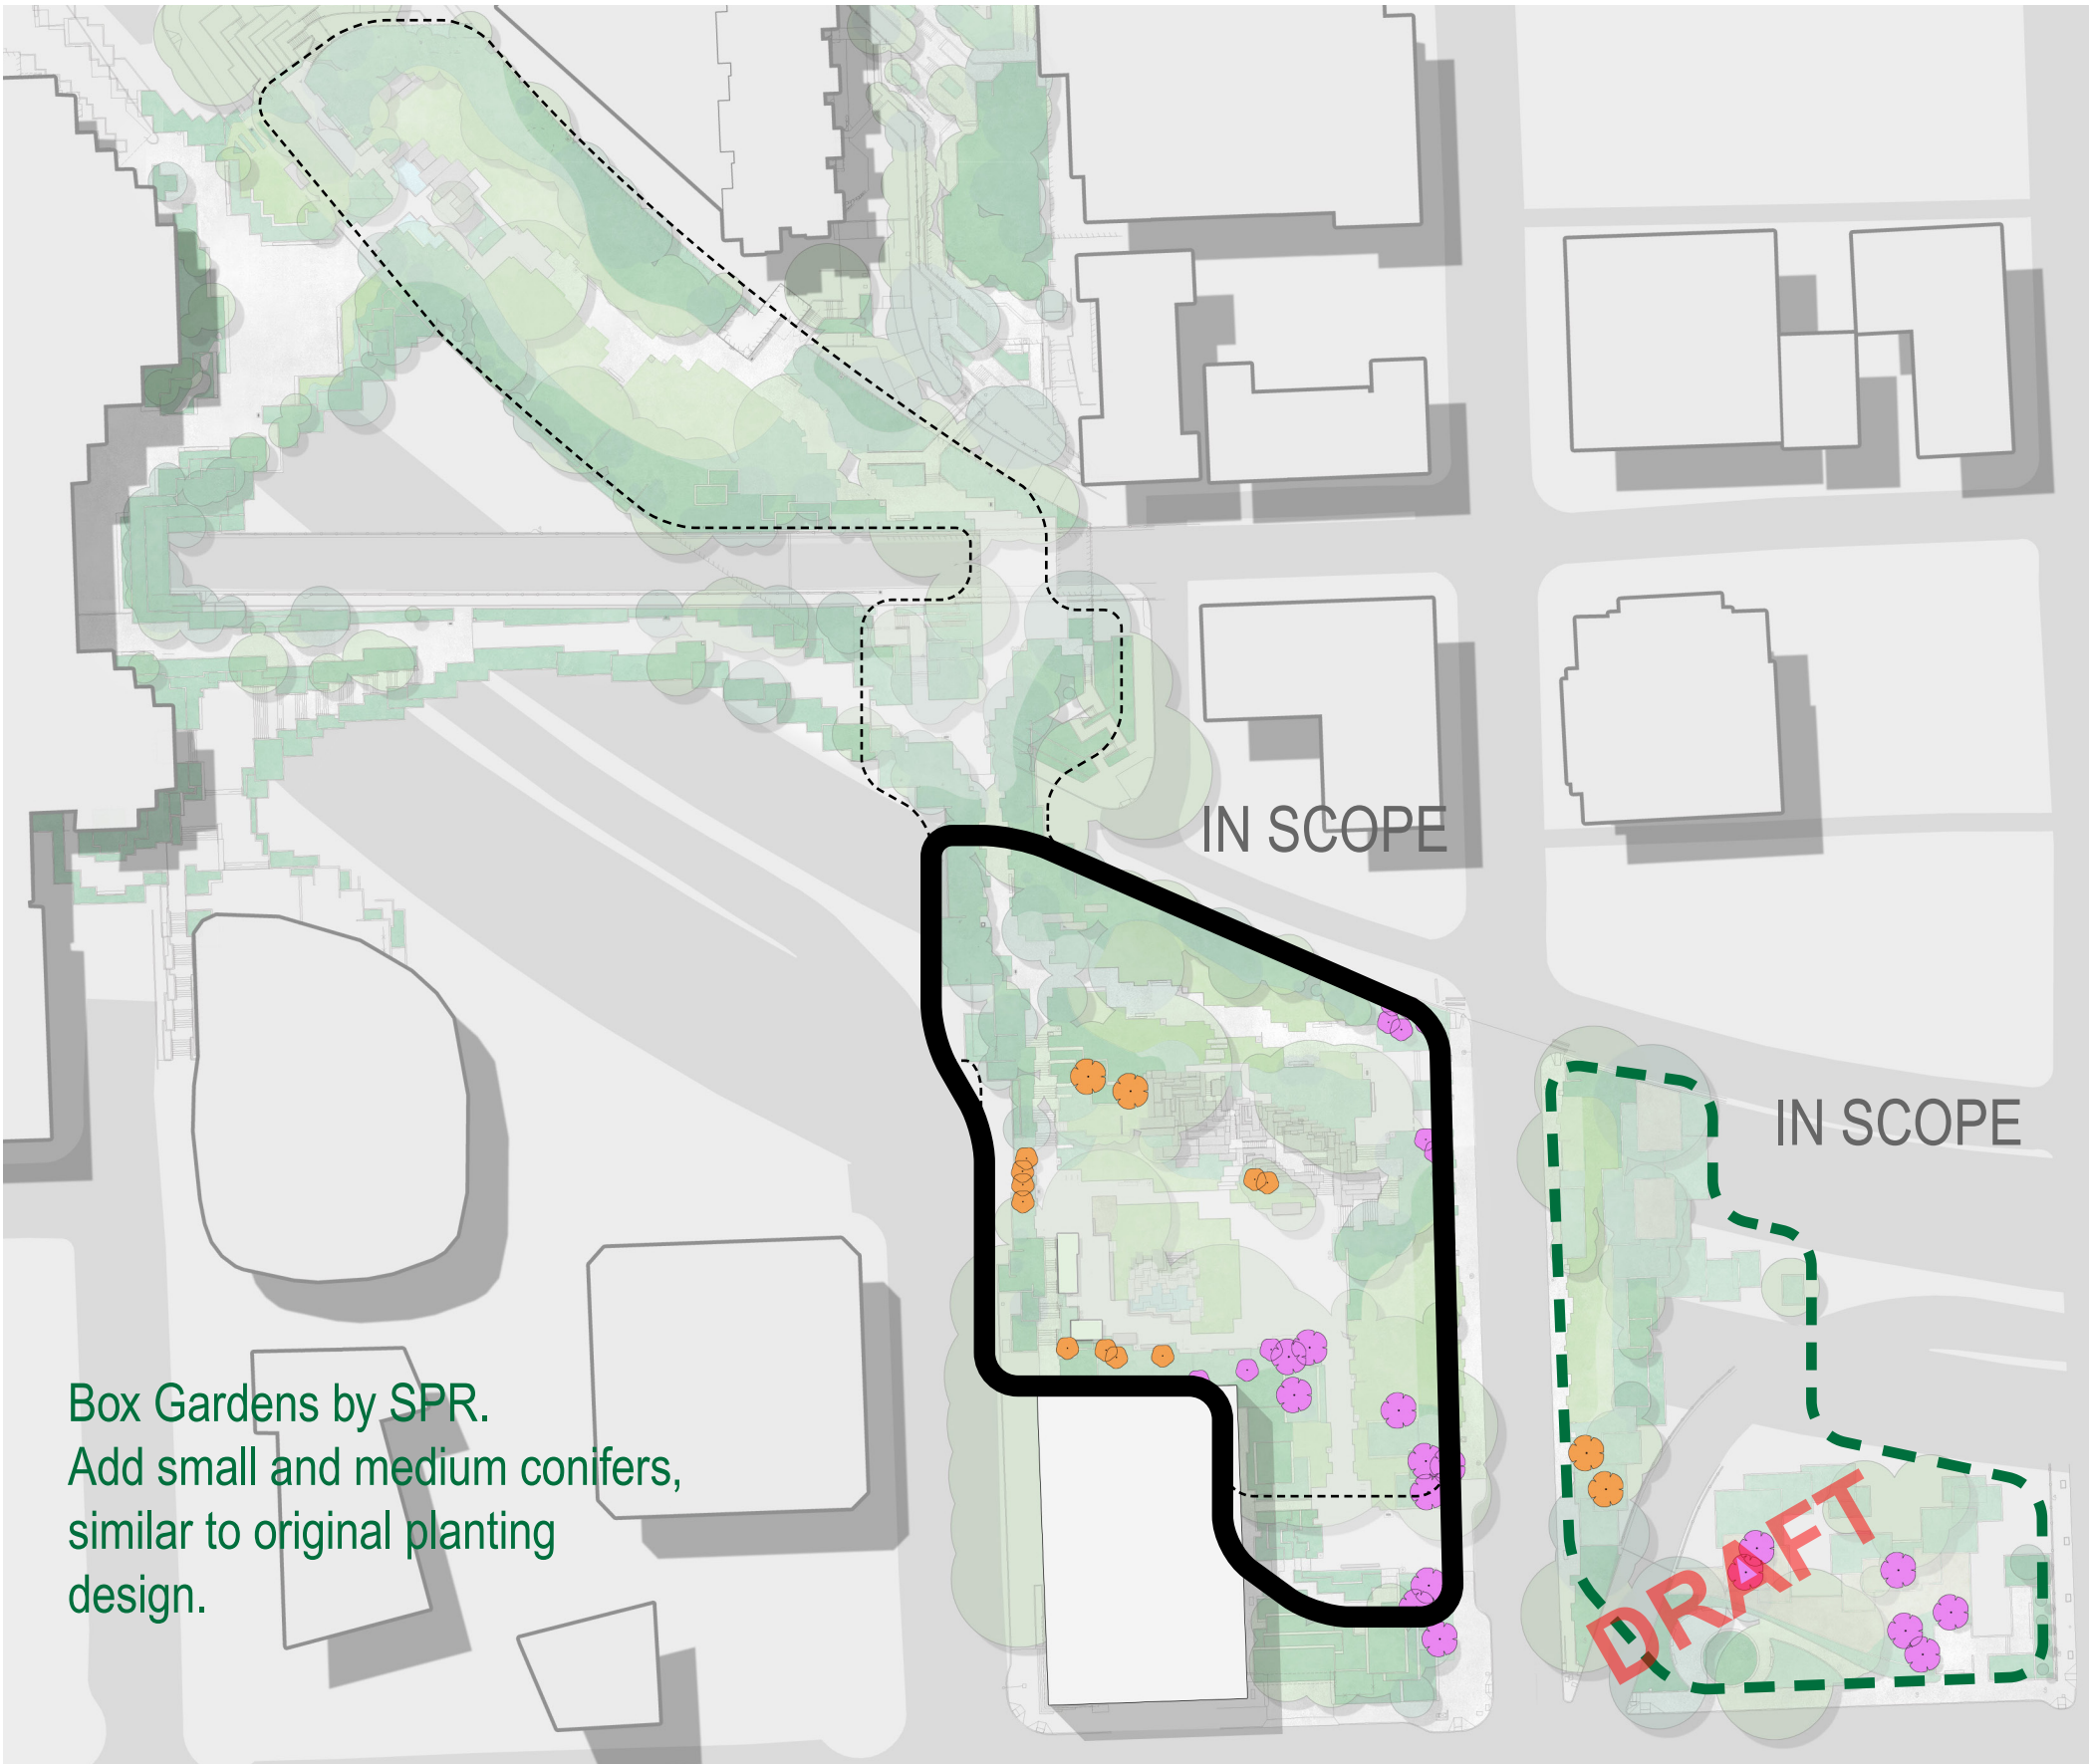 IN SCOPE
IN SCOPE
Box Gardens by SPR.
Add small and medium conifers,
similar to original planting
design.
DRAFT